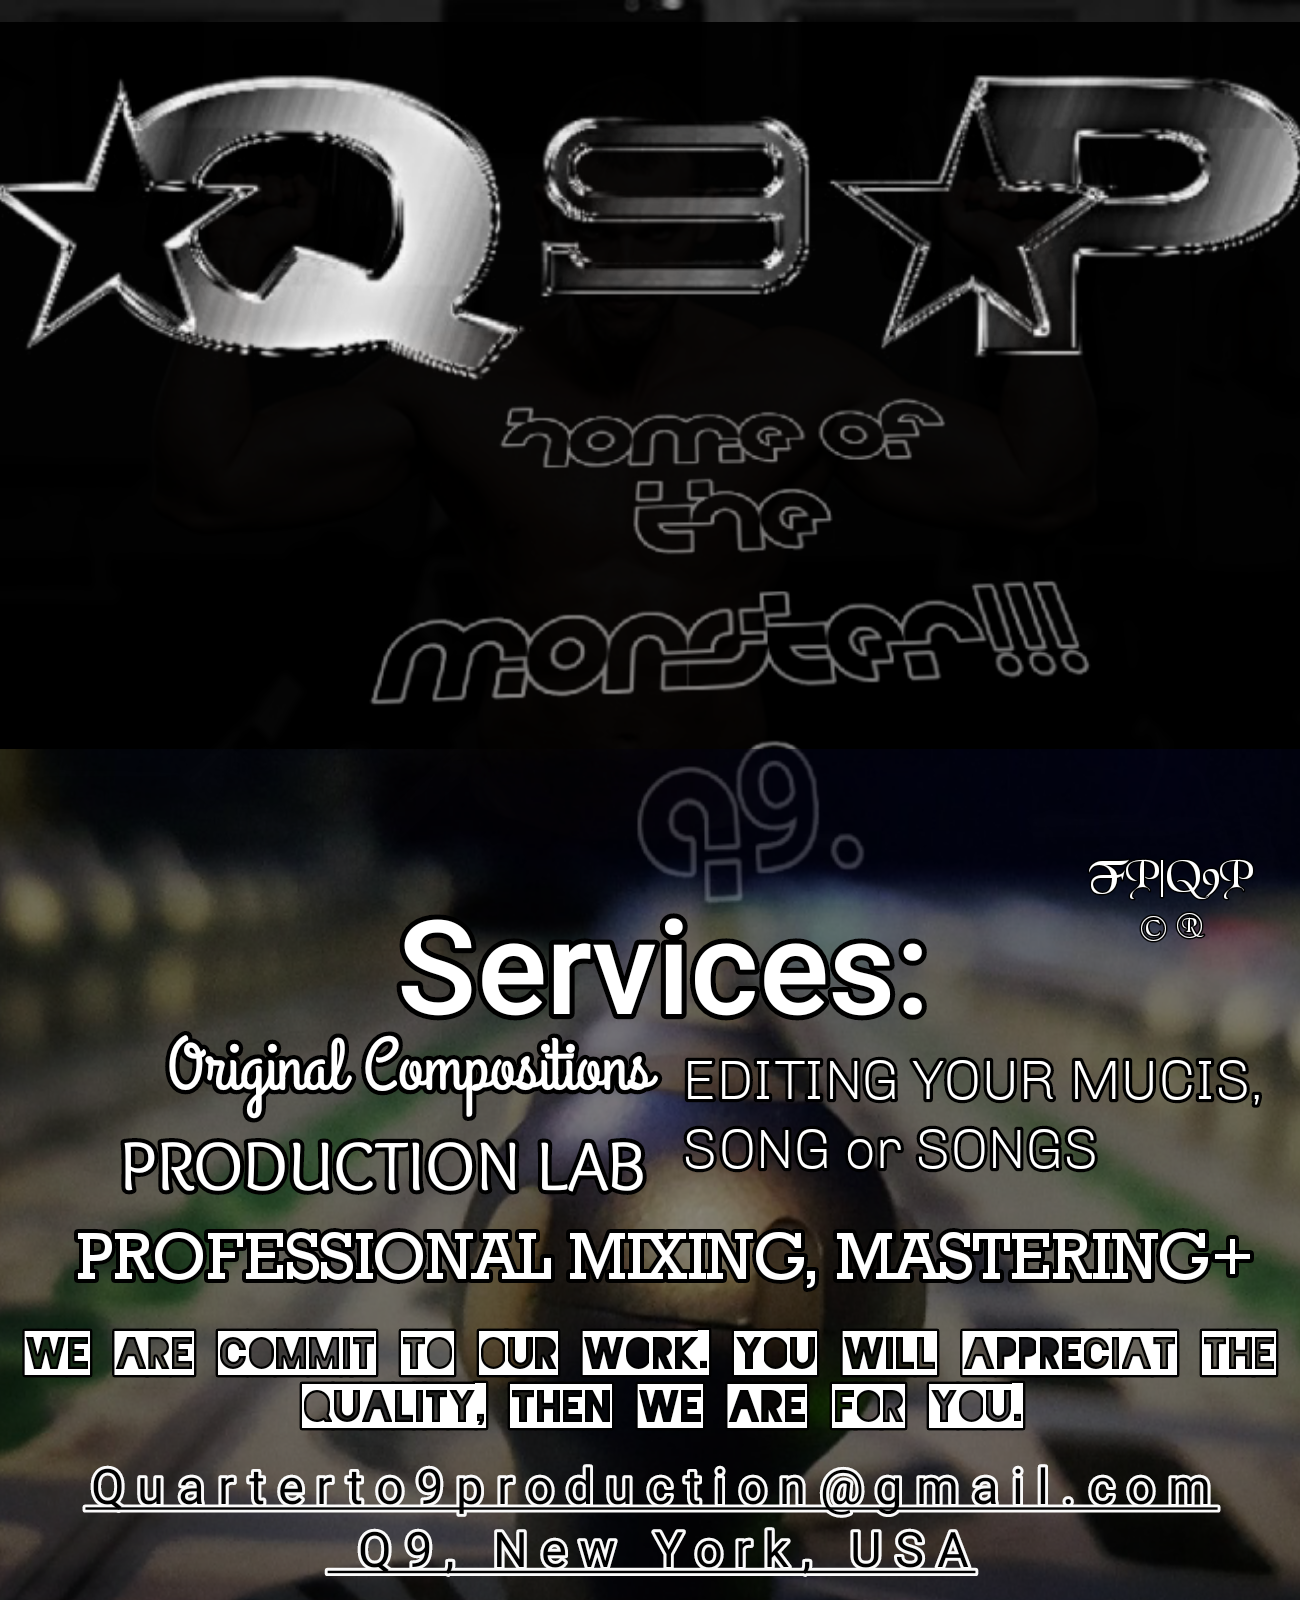 Q9P
home of
the
monster!!!
Q9.
FP|Q9P
© ®
Services:
Original Compositions
PRODUCTION LAB
EDITING YOUR MUCIS,
SONG or SONGS
PROFESSIONAL MIXING, MASTERING+
WE ARE COMMIT TO OUR WORK. YOU WILL APPRECIAT THE
QUALITY, THEN WE ARE FOR YOU.
Quarterto9production@gmail.com
Q9, New York, USA